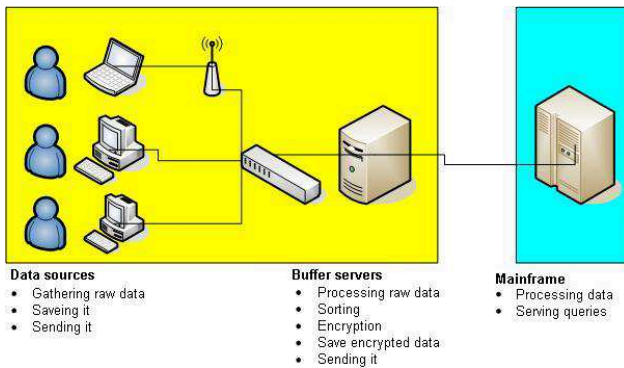 Data sources
• Gathering raw data
• Saveing it
• Sending it
Buffer servers
• Processing raw data
• Sorting
• Encryption
• Save encrypted data
• Sending it
Mainframe
• Processing data
• Serving queries